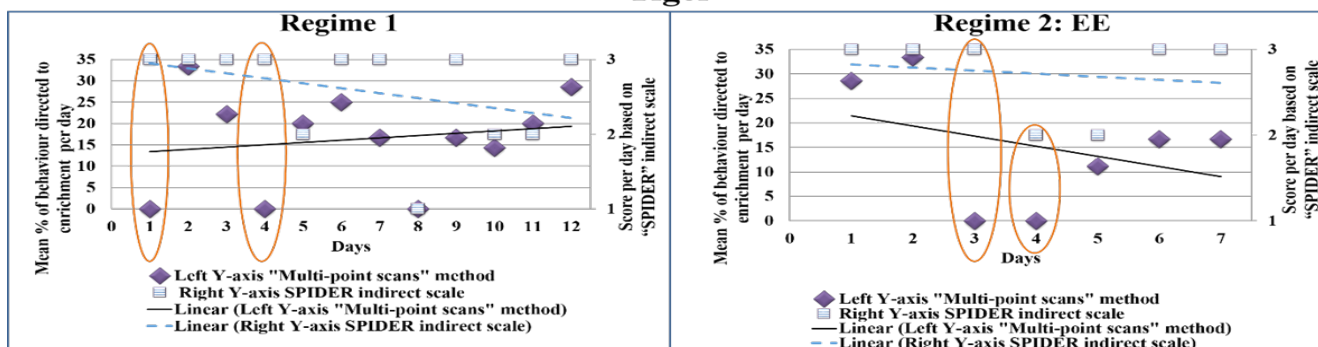 Regime 1
Mean % of behaviour directed to
enrichment per day
35
30
25
20
15
10
5
0
3
2
1
Score per day based on
“SPIDER” indirect scale
0 1 2 3 4 5 6 7 8 9 10 11 12
Days
Left Y-axis "Multi-point scans" method
Right Y-axis SPIDER indirect scale
Linear (Left Y-axis "Multi-point scans" method)
Linear (Right Y-axis SPIDER indirect scale)
Regime 2: EE
Mean % of behaviour directed to
enrichment per day
35
30
25
20
15
10
5
0
3
2
1
Score per day based on
“SPIDER” indirect scale
0 1 2 3 4 5 6 7
Days
Left Y-axis "Multi-point scans" method
Right Y-axis SPIDER indirect scale
Linear (Left Y-axis "Multi-point scans" method)
Linear (Right Y-axis SPIDER indirect scale)